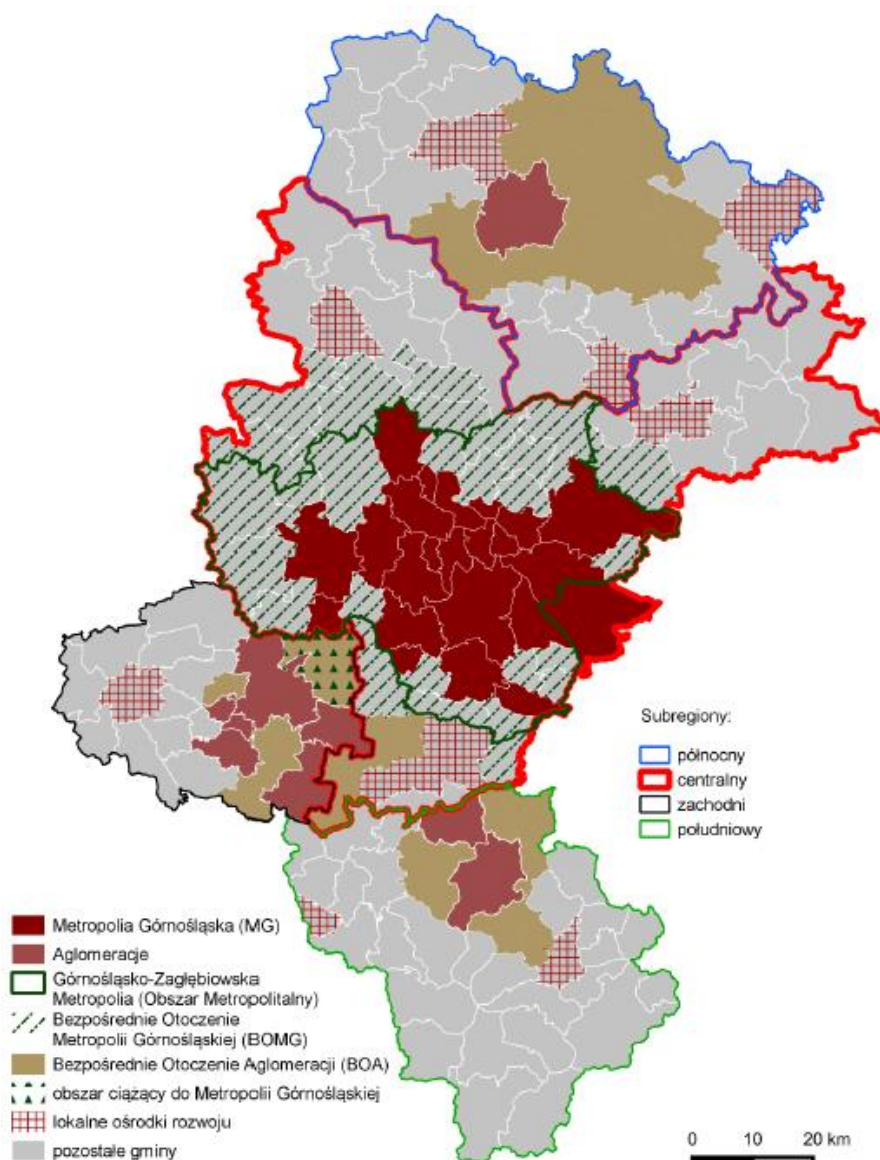 Subregiony:
północny
centralny
zachodni
południowy
Metropolia Górnośląska (MG)
Aglomeracje
Górnośląsko-Zagłębiowska
Metropolia (Obszar Metropolitalny)
Bezpośrednie Otoczenie
Metropolii Górnośląskiej (BOMG)
Bezpośrednie Otoczenie Aglomeracji (BOA)
obszar ciążący do Metropolii Górnośląskiej
lokalne ośrodki rozwoju
pozostałe gminy
0 10 20 km